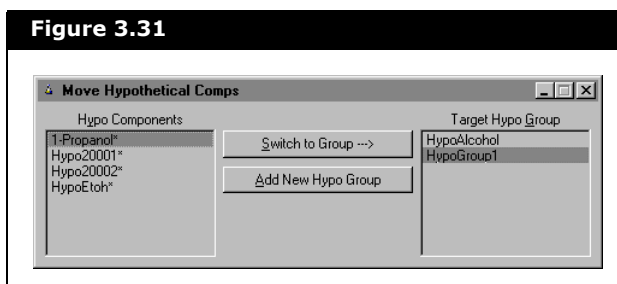 Figure 3.31
Move Hypothetical Comps
Hypo Components
1-Propanol*
Hypo20001*
Hypo20002*
HypoEtoh*
Switch to Group --->
Add New Hypo Group
Target Hypo Group
HypoAlcohol
HypoGroup1